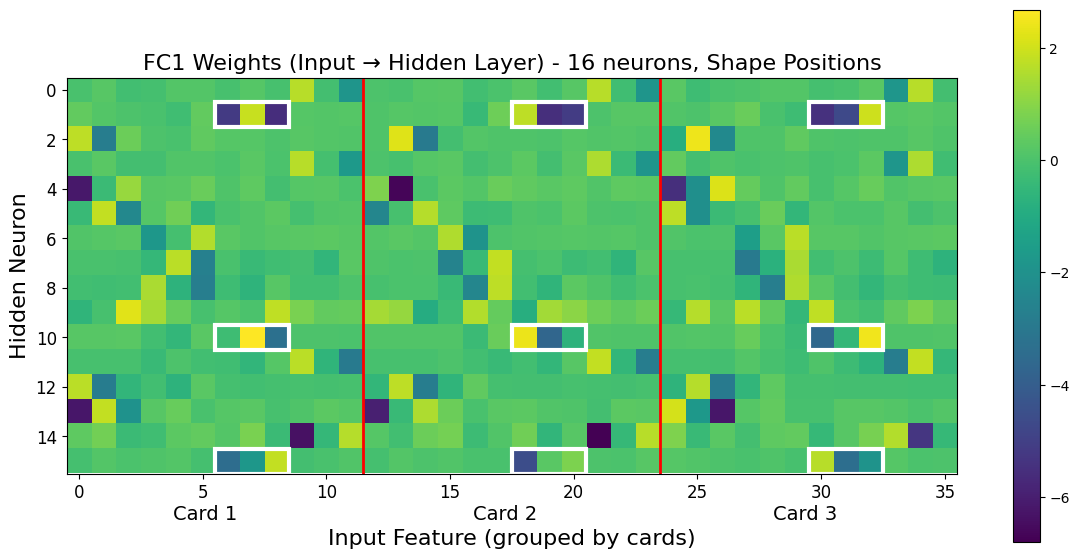 FC1 Weights (Input → Hidden Layer) - 16 neurons, Shape Positions
Hidden Neuron
0
2
4
6
8
10
12
14
0 5 10 15 20 25 30 35
Card 1 Card 2 Card 3
Input Feature (grouped by cards)
2
0
−2
−4
−6